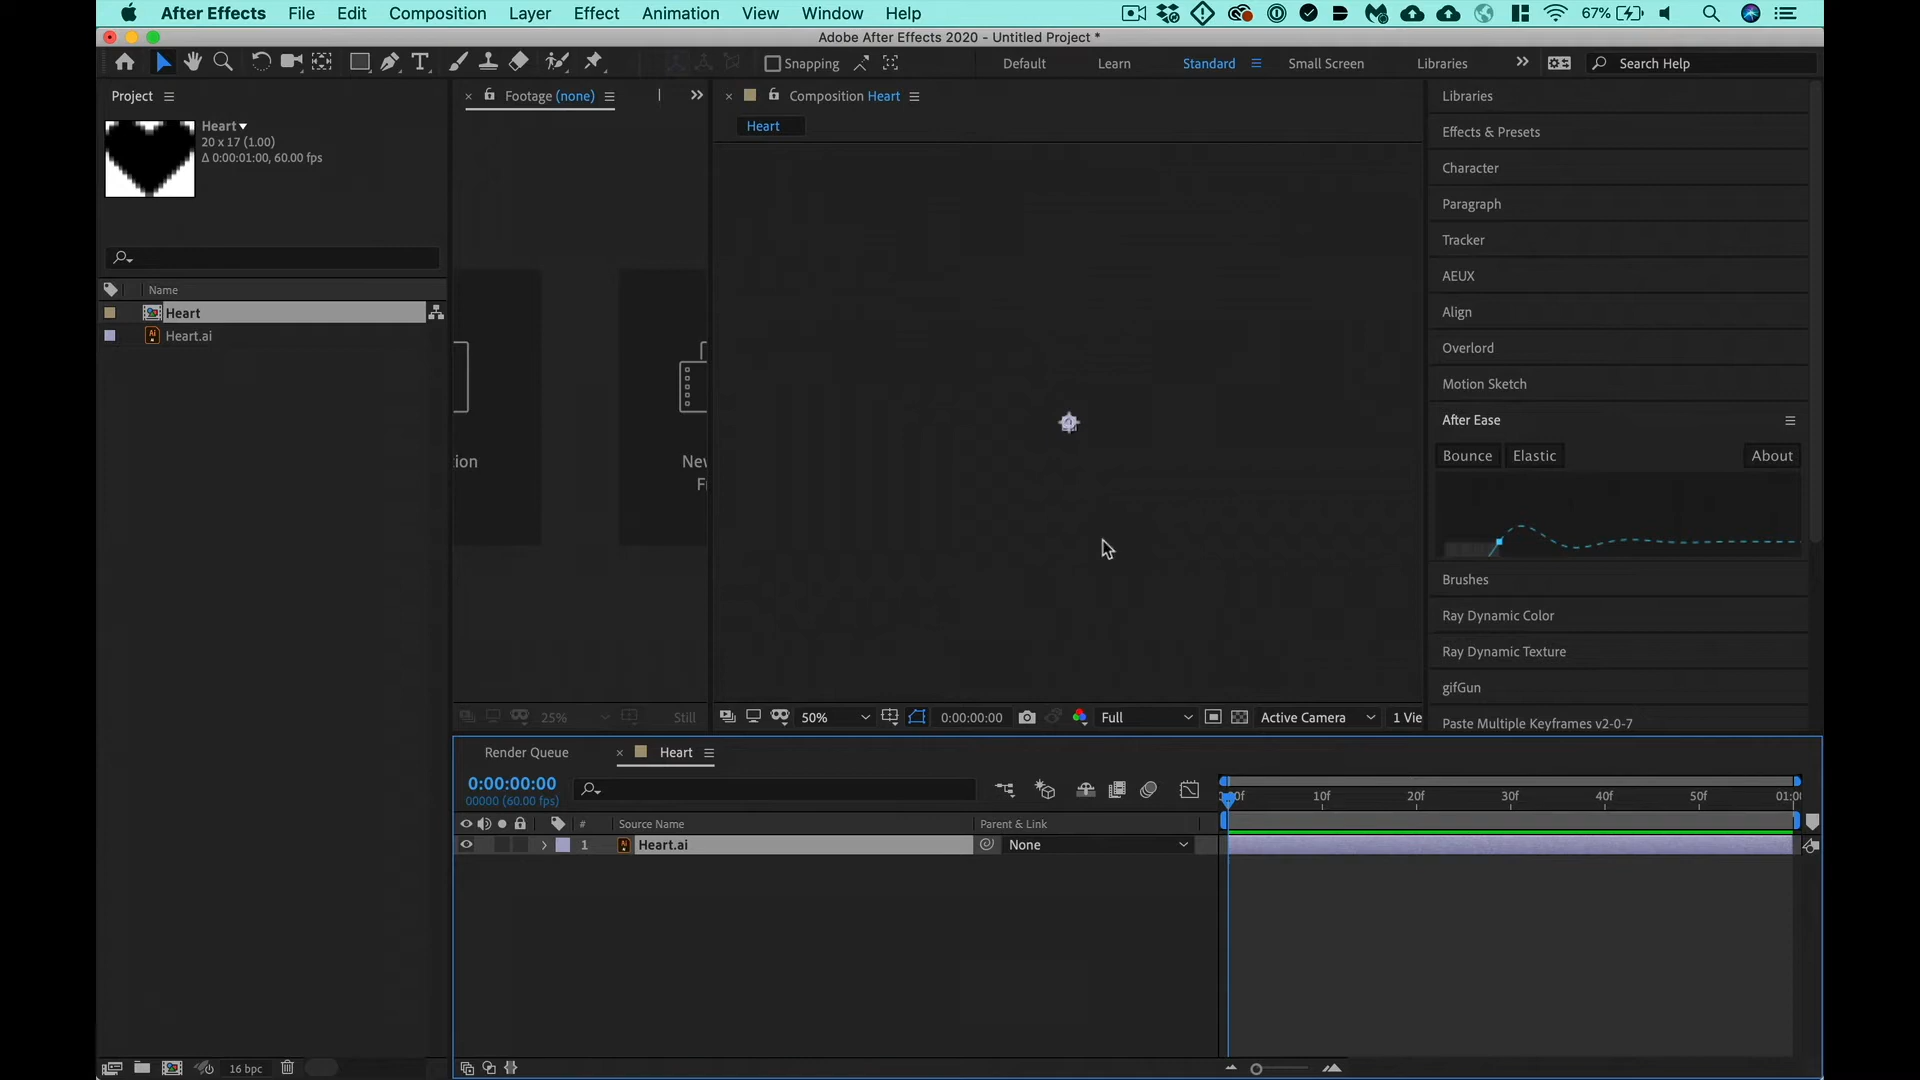 After Effects File Edit Composition Layer Effect Animation View Window Help 67%
Adobe After Effects 2020 - Untitled Project *
Snapping Default Learn Standard Small Screen Libraries Search Help
Project Footage (none) Composition Heart Libraries
Heart
20 x 17 (1.00)
Δ 0:00:01:00, 60.00 fps
Heart
Effects & Presets
Character
Paragraph
Tracker
AEUX
Align
Overlord
Motion Sketch
After Ease
Bounce Elastic About
Brushes
Ray Dynamic Color
Ray Dynamic Texture
gifGun
Paste Multiple Keyframes v2-0-7
Name
Heart
Ai Heart.ai
25% Still
50% 0:00:00:00 Full Active Camera 1 Vie
Render Queue Heart
0:00:00:00
00000 (60.00 fps)
10f 20f 30f 40f 50f 01:0
# Source Name Parent & Link
1 Heart.ai None
16 bpc